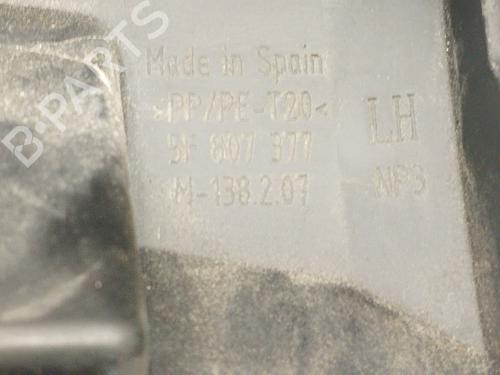 Made in Spain
>PP/PE-T20<
5F 807 377
M-138.2.07
LH
NP3
B-PARTS